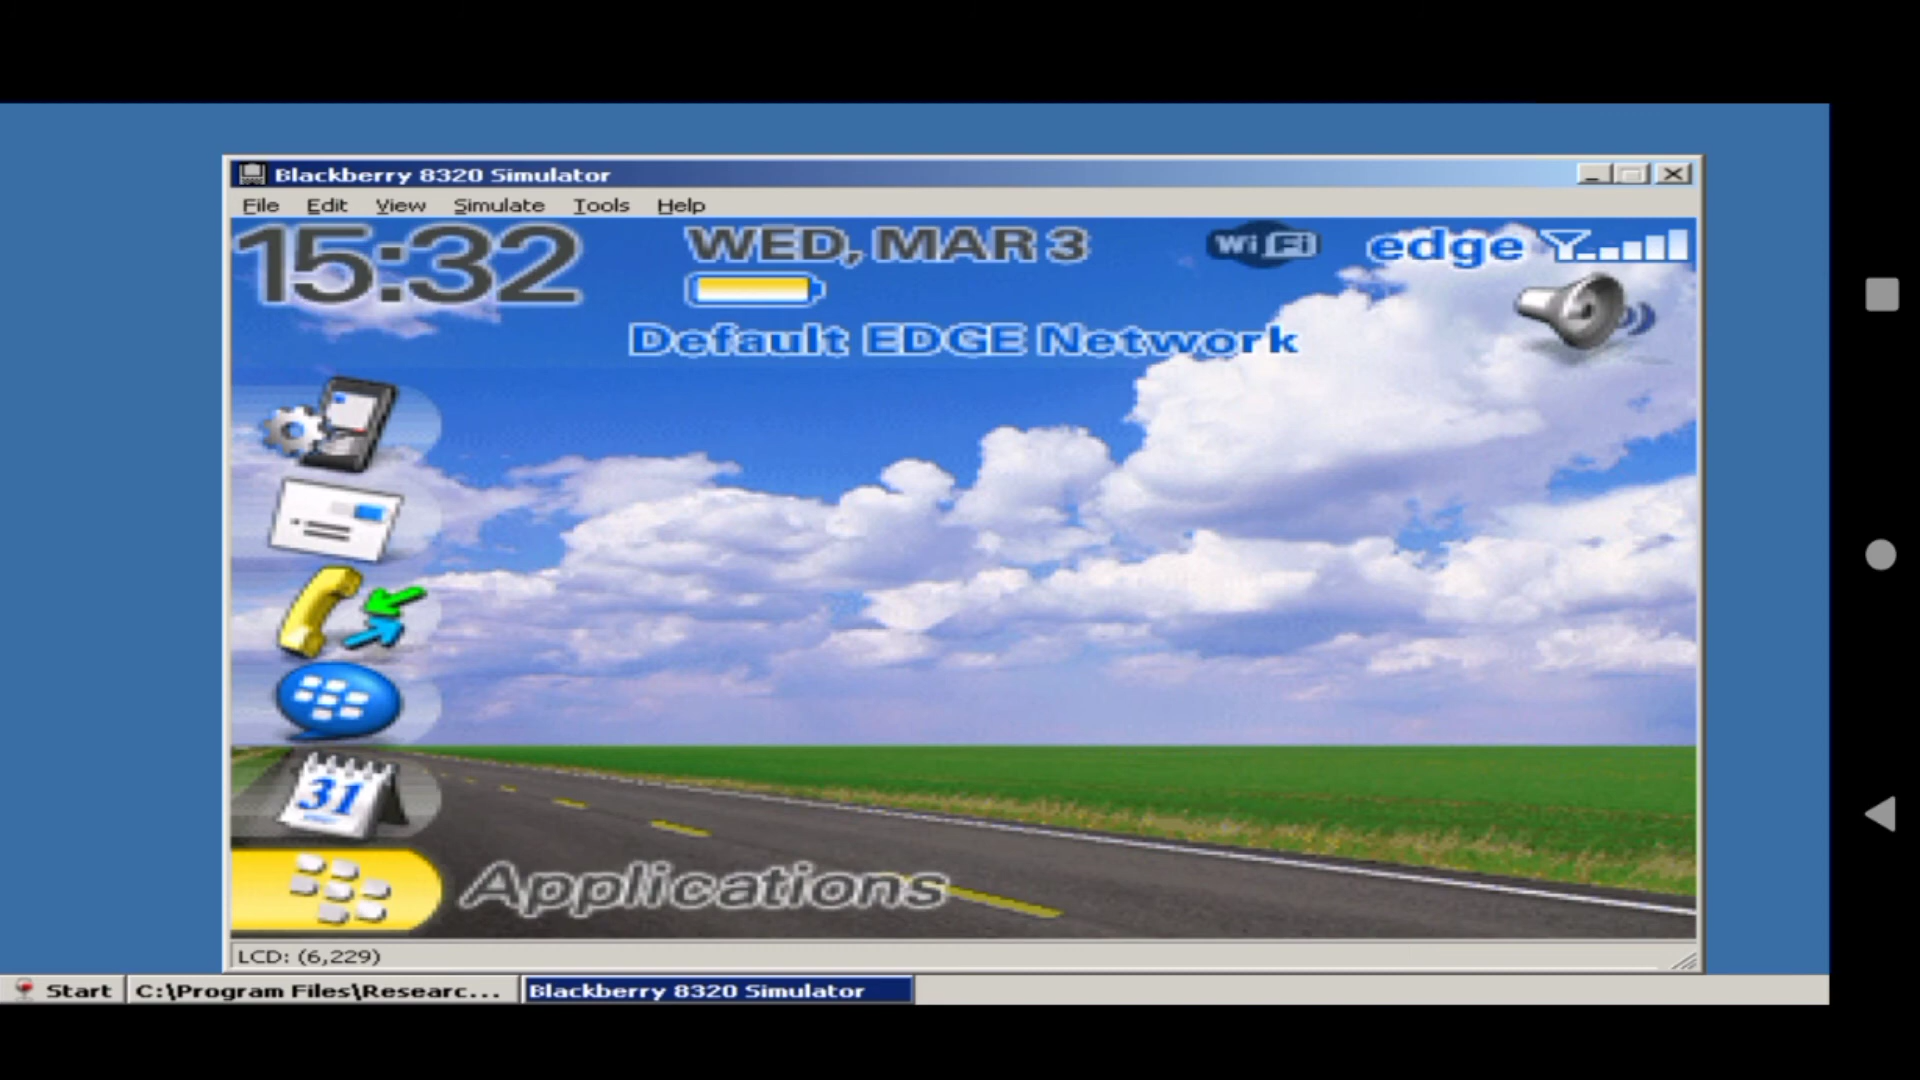 Blackberry 8320 Simulator
File Edit View Simulate Tools Help
15:32 WED, MAR 3 WiFi edge
Default EDGE Network
31
Applications
LCD: (6,229)
Start C:\Program Files\Researc... Blackberry 8320 Simulator